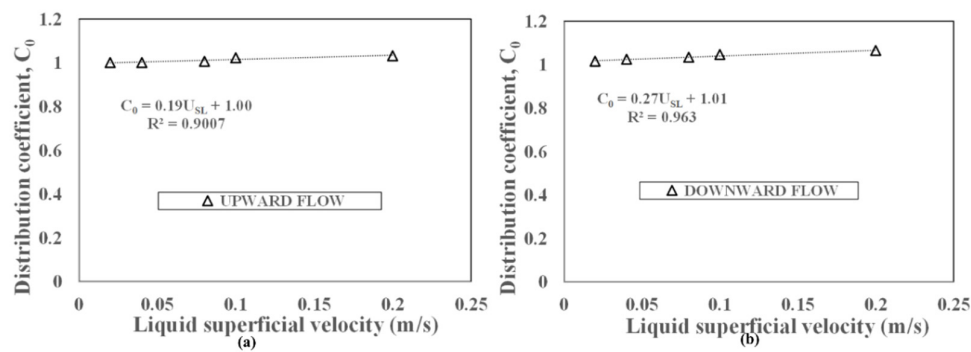 Distribution coefficient, C₀
1.2
1
0.8
0.6
0.4
0.2
0
C₀ = 0.19U_SL + 1.00
R² = 0.9007
UPWARD FLOW
0
0.05
0.1
0.15
0.2
0.25
Liquid superficial velocity (m/s)
(a)
Distribution coefficient, C₀
1.2
1
0.8
0.6
0.4
0.2
0
C₀ = 0.27U_SL + 1.01
R² = 0.963
DOWNWARD FLOW
0
0.05
0.1
0.15
0.2
0.25
Liquid superficial velocity (m/s)
(b)